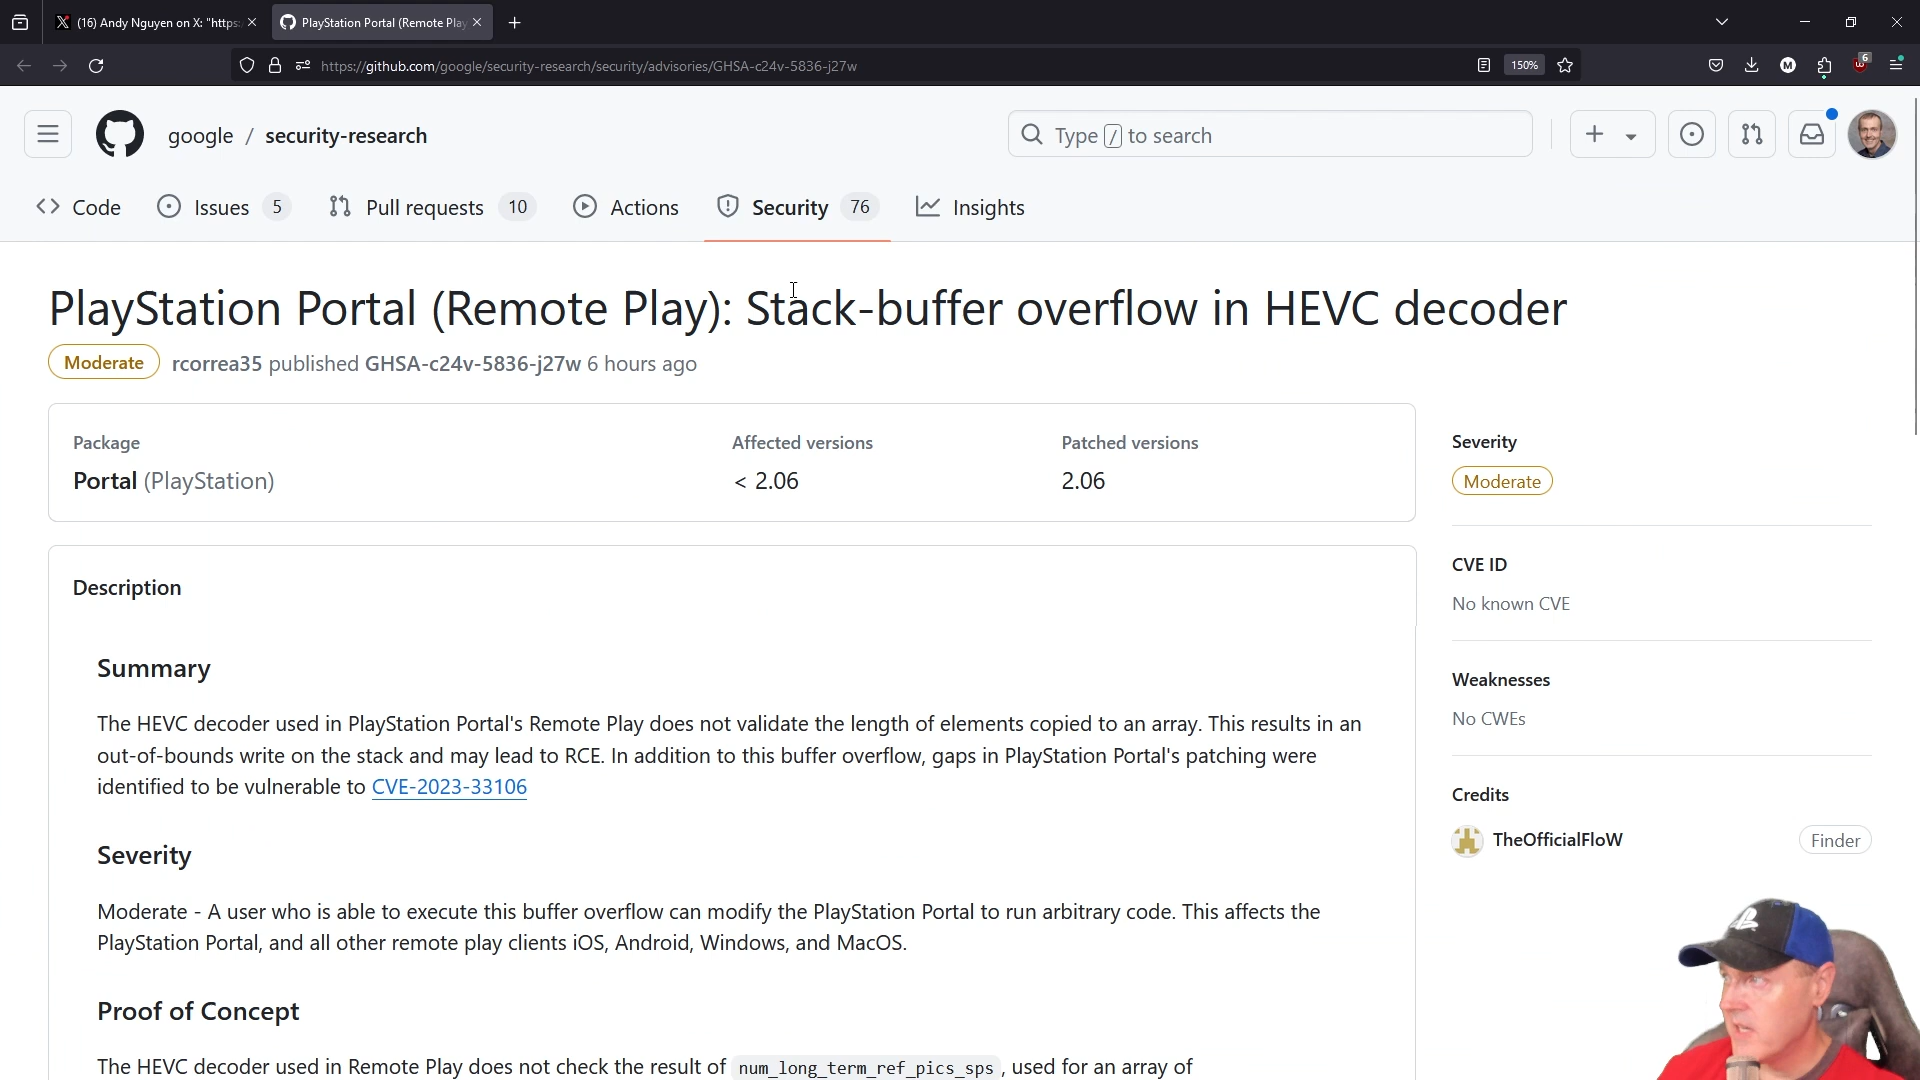 (16) Andy Nguyen on X: "https:
PlayStation Portal (Remote Play
https://github.com/google/security-research/security/advisories/GHSA-c24v-5836-j27w
150%
6
google / security-research
Type / to search
Code
Issues 5
Pull requests 10
Actions
Security 76
Insights
PlayStation Portal (Remote Play): Stack-buffer overflow in HEVC decoder
Moderate rcorrea35 published GHSA-c24v-5836-j27w 6 hours ago
Package
Affected versions
Patched versions
Portal (PlayStation)
< 2.06
2.06
Severity
Moderate
CVE ID
No known CVE
Weaknesses
No CWEs
Credits
TheOfficialFloW Finder
Description
Summary
The HEVC decoder used in PlayStation Portal's Remote Play does not validate the length of elements copied to an array. This results in an
out-of-bounds write on the stack and may lead to RCE. In addition to this buffer overflow, gaps in PlayStation Portal's patching were
identified to be vulnerable to CVE-2023-33106
Severity
Moderate - A user who is able to execute this buffer overflow can modify the PlayStation Portal to run arbitrary code. This affects the
PlayStation Portal, and all other remote play clients iOS, Android, Windows, and MacOS.
Proof of Concept
The HEVC decoder used in Remote Play does not check the result of num_long_term_ref_pics_sps , used for an array of